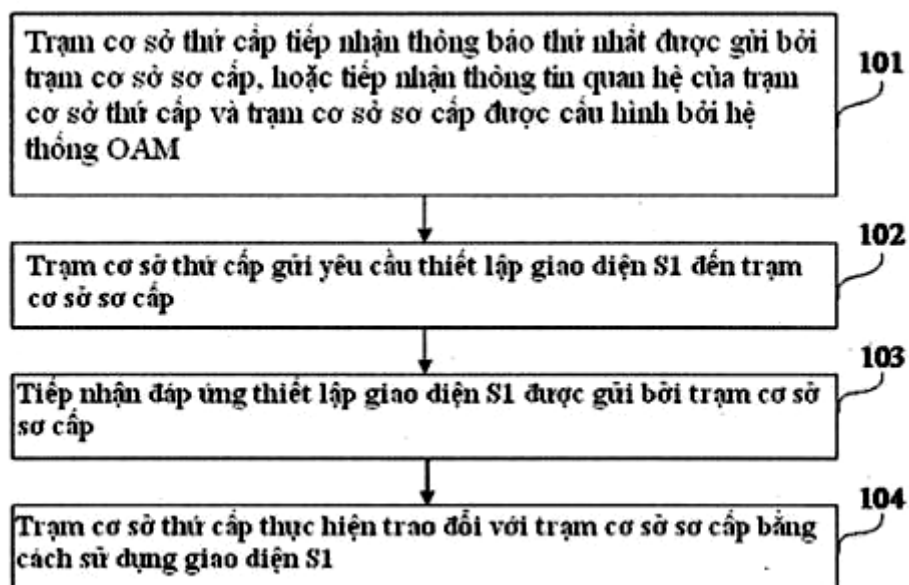 Trạm cơ sở thứ cấp tiếp nhận thông báo thứ nhất được gửi bởi
trạm cơ sở sơ cấp, hoặc tiếp nhận thông tin quan hệ của trạm
cơ sở thứ cấp và trạm cơ sở sơ cấp được cấu hình bởi hệ
thống OAM
101
Trạm cơ sở thứ cấp gửi yêu cầu thiết lập giao diện S1 đến trạm
cơ sở sơ cấp
102
Tiếp nhận đáp ứng thiết lập giao diện S1 được gửi bởi trạm cơ sở
sơ cấp
103
Trạm cơ sở thứ cấp thực hiện trao đổi với trạm cơ sở sơ cấp bằng
cách sử dụng giao diện S1
104